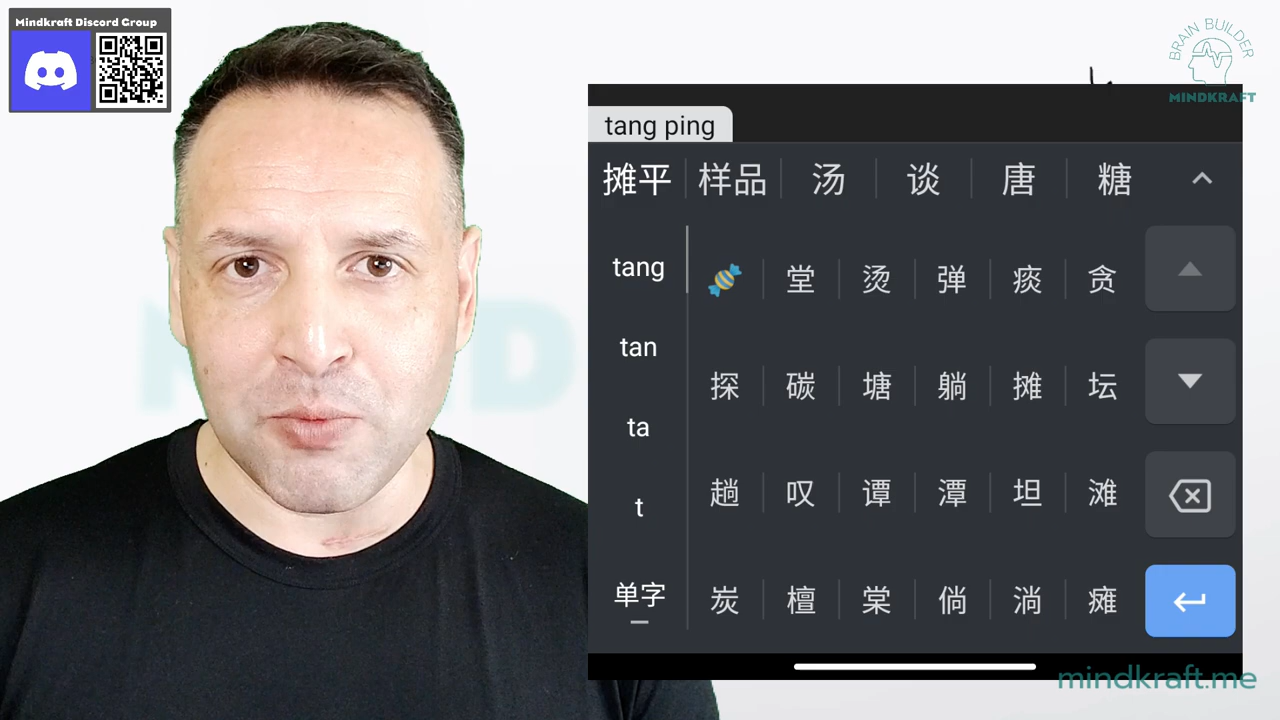 Mindkraft Discord Group
BRAIN BUILDER
MINDKRAFT
tang ping
摊平 样品 汤 谈 唐 糖
tang 堂 烫 弹 痰 贪
tan 探 碳 塘 躺 摊 坛
ta
t 趟 叹 谭 潭 坦 滩
单字 炭 檀 棠 倘 淌 瘫
mindkraft.me